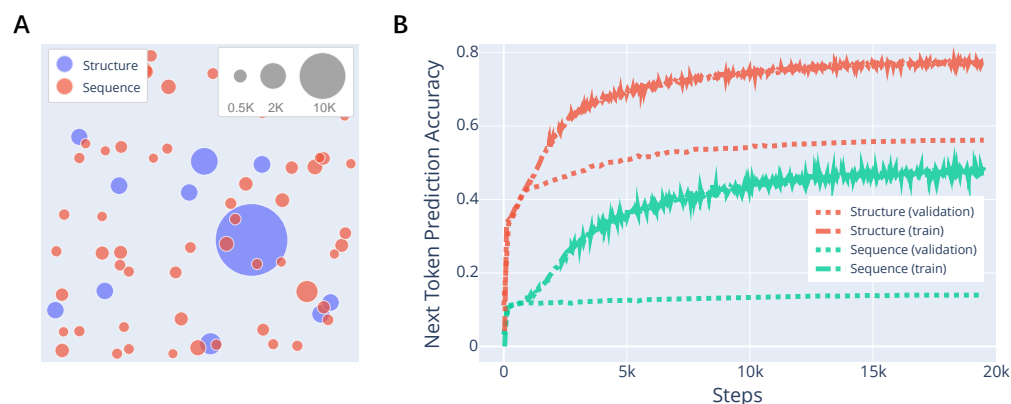 A
Structure
Sequence
0.5K 2K 10K
B
Next Token Prediction Accuracy
0.8
0.6
0.4
0.2
0
Structure (validation)
Structure (train)
Sequence (validation)
Sequence (train)
0 5k 10k 15k 20k
Steps